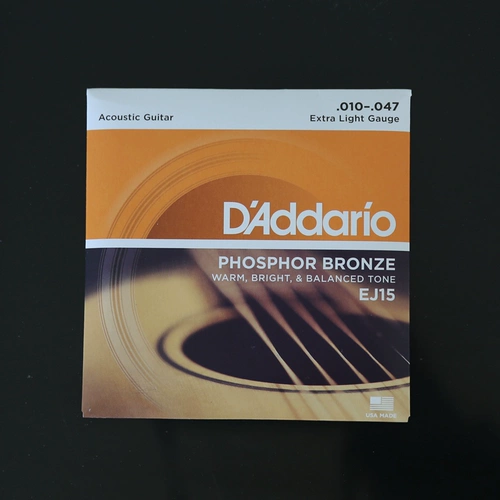 Acoustic Guitar
.010–.047
Extra Light Gauge
D'Addario
PHOSPHOR BRONZE
WARM, BRIGHT, & BALANCED TONE
EJ15
USA MADE